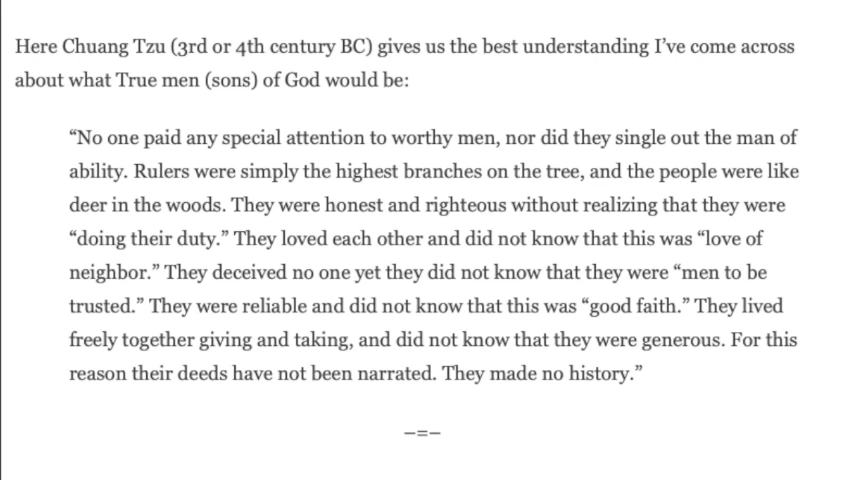 Here Chuang Tzu (3rd or 4th century BC) gives us the best understanding I’ve come across
about what True men (sons) of God would be:
“No one paid any special attention to worthy men, nor did they single out the man of
ability. Rulers were simply the highest branches on the tree, and the people were like
deer in the woods. They were honest and righteous without realizing that they were
“doing their duty.” They loved each other and did not know that this was “love of
neighbor.” They deceived no one yet they did not know that they were “men to be
trusted.” They were reliable and did not know that this was “good faith.” They lived
freely together giving and taking, and did not know that they were generous. For this
reason their deeds have not been narrated. They made no history.”
–=–